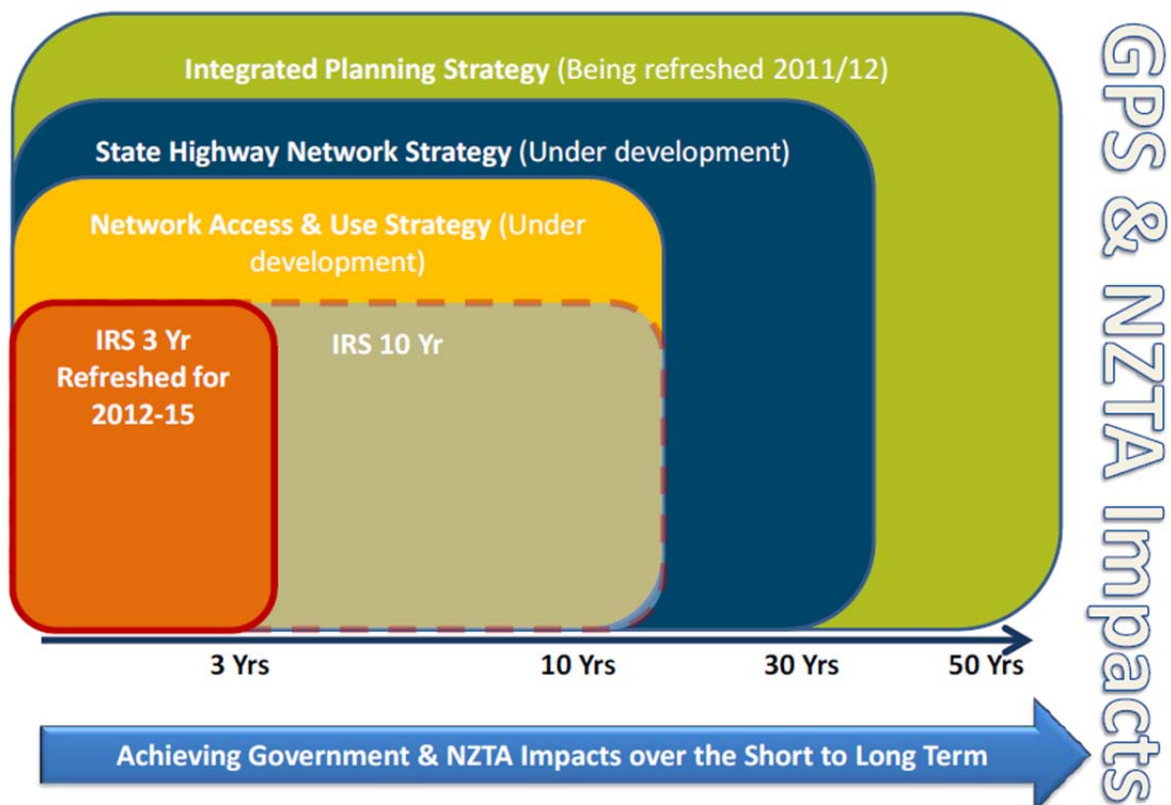 Integrated Planning Strategy (Being refreshed 2011/12)
State Highway Network Strategy (Under development)
Network Access & Use Strategy (Under
development)
IRS 3 Yr
Refreshed for
2012-15
IRS 10 Yr
3 Yrs
10 Yrs
30 Yrs
50 Yrs
Achieving Government & NZTA Impacts over the Short to Long Term
GPS & NZTA Impacts